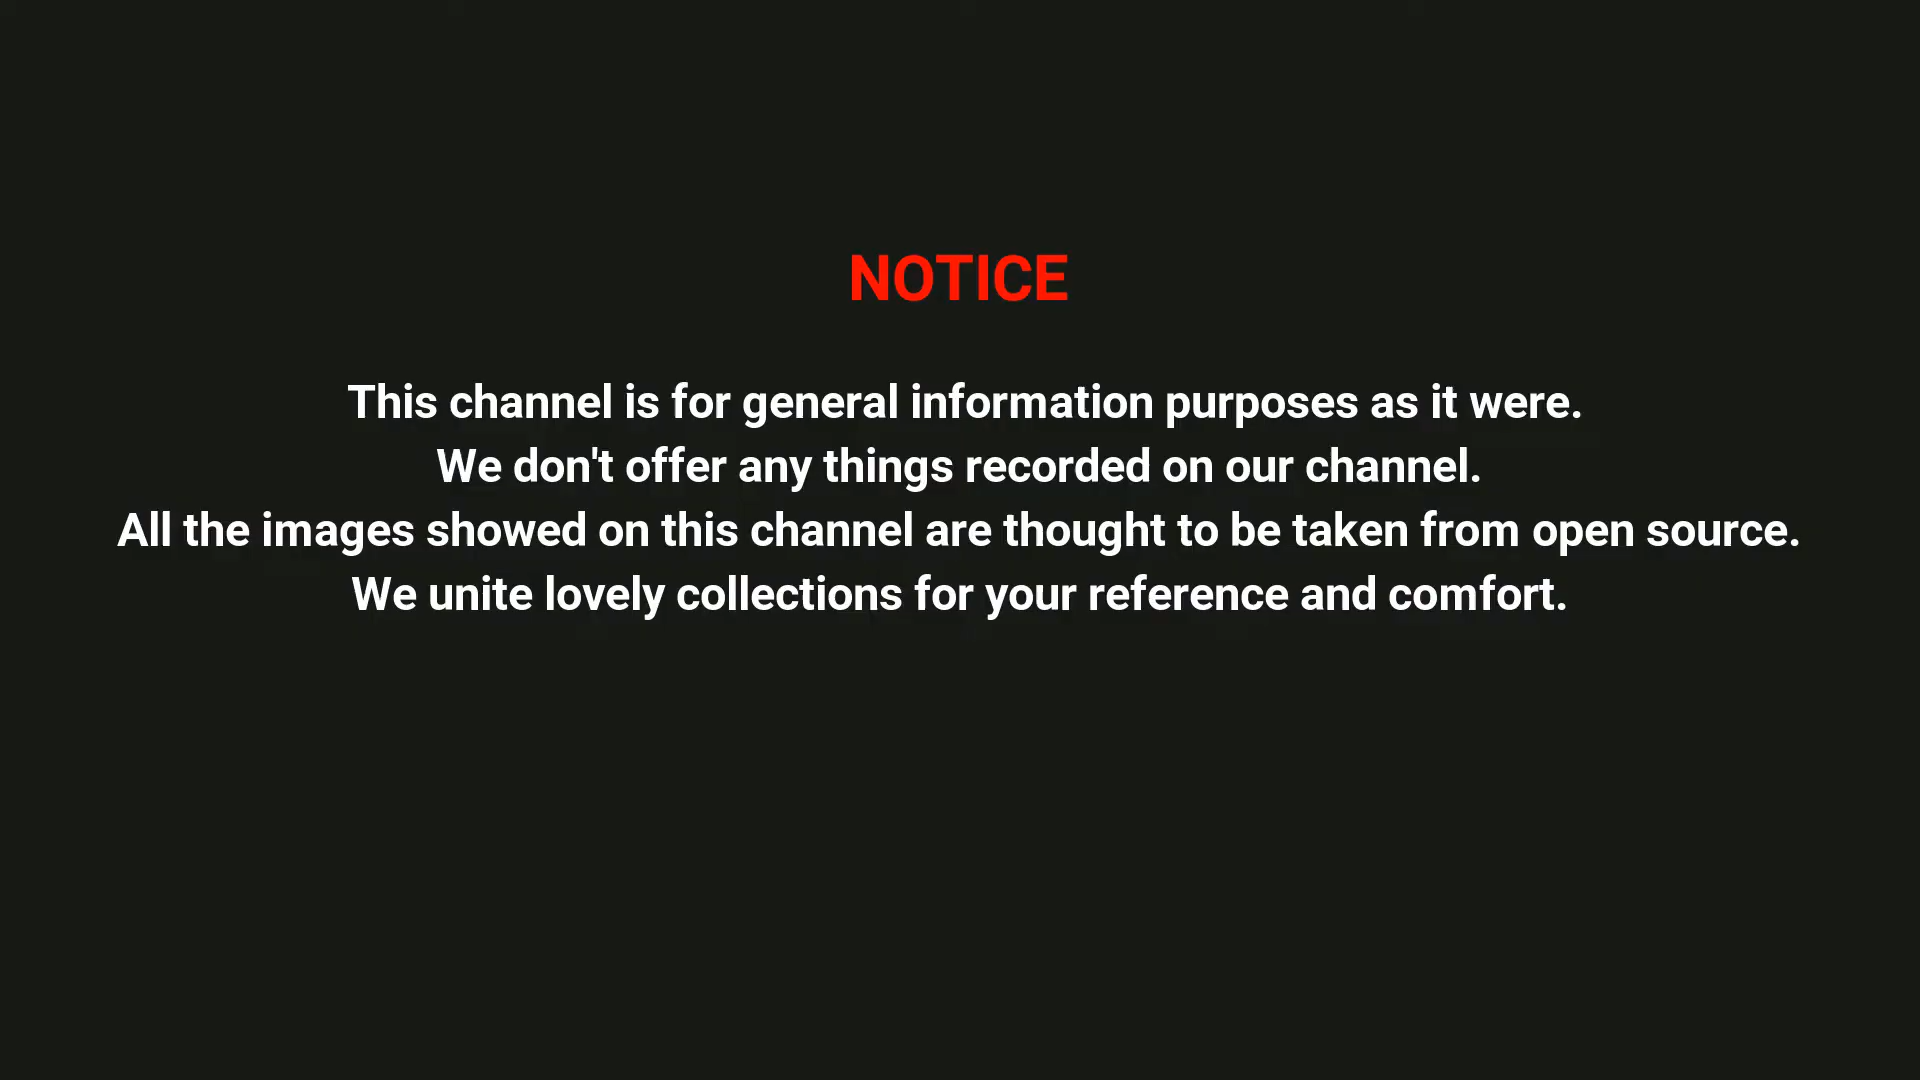 NOTICE
This channel is for general information purposes as it were.
We don't offer any things recorded on our channel.
All the images showed on this channel are thought to be taken from open source.
We unite lovely collections for your reference and comfort.